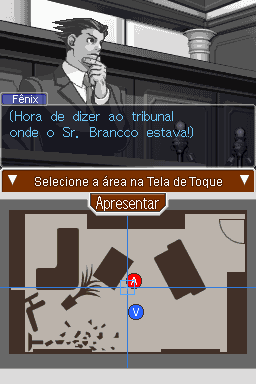 Fênix
(Hora de dizer ao tribunal
onde o Sr. Brancco estava!)
Selecione a área na Tela de Toque
Apresentar
A
V